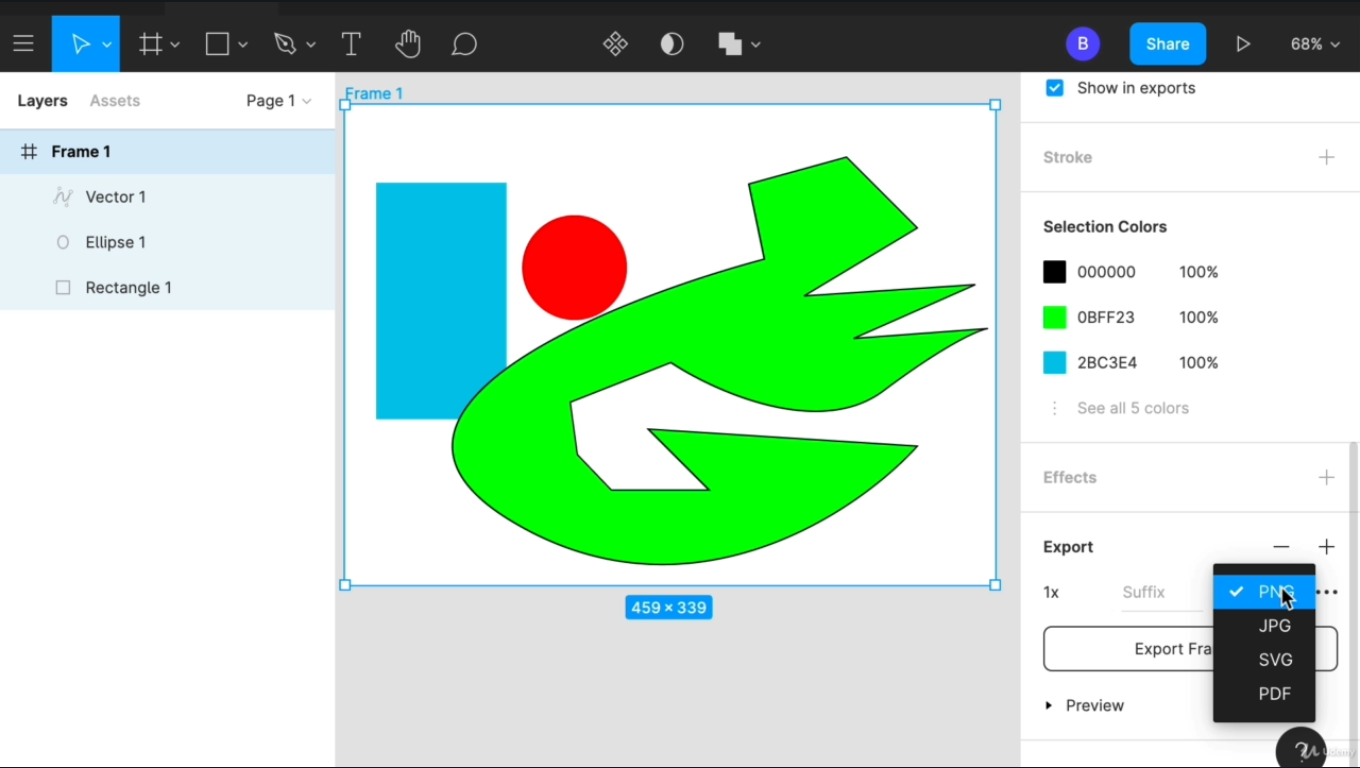 B
Share
68%
Layers
Assets
Page 1
Frame 1
Vector 1
Ellipse 1
Rectangle 1
Frame 1
459 × 339
Show in exports
Stroke
Selection Colors
000000 100%
0BFF23 100%
2BC3E4 100%
See all 5 colors
Effects
Export
1x
Suffix
PNG
JPG
SVG
PDF
Export Fra
Preview
?
Udemy